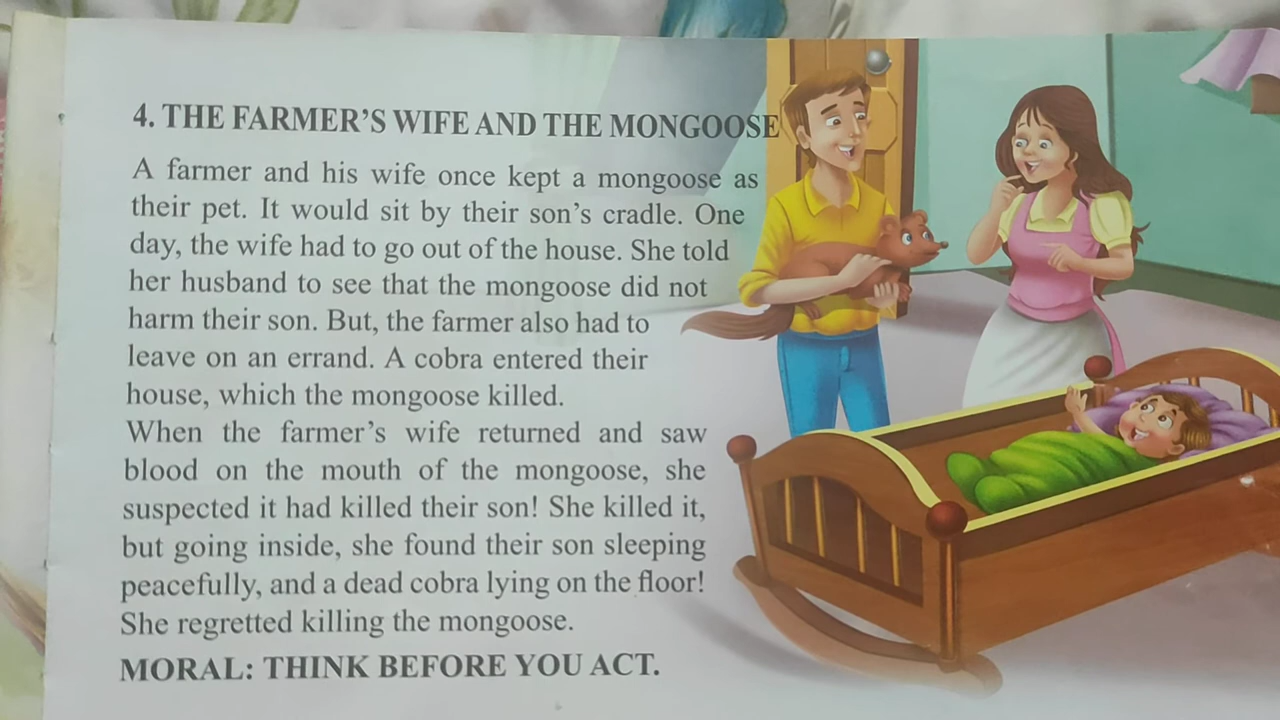 4. THE FARMER'S WIFE AND THE MONGOOSE
A farmer and his wife once kept a mongoose as
their pet. It would sit by their son's cradle. One
day, the wife had to go out of the house. She told
her husband to see that the mongoose did not
harm their son. But, the farmer also had to
leave on an errand. A cobra entered their
house, which the mongoose killed.
When the farmer's wife returned and saw
blood on the mouth of the mongoose, she
suspected it had killed their son! She killed it,
but going inside, she found their son sleeping
peacefully, and a dead cobra lying on the floor!
She regretted killing the mongoose.
MORAL: THINK BEFORE YOU ACT.